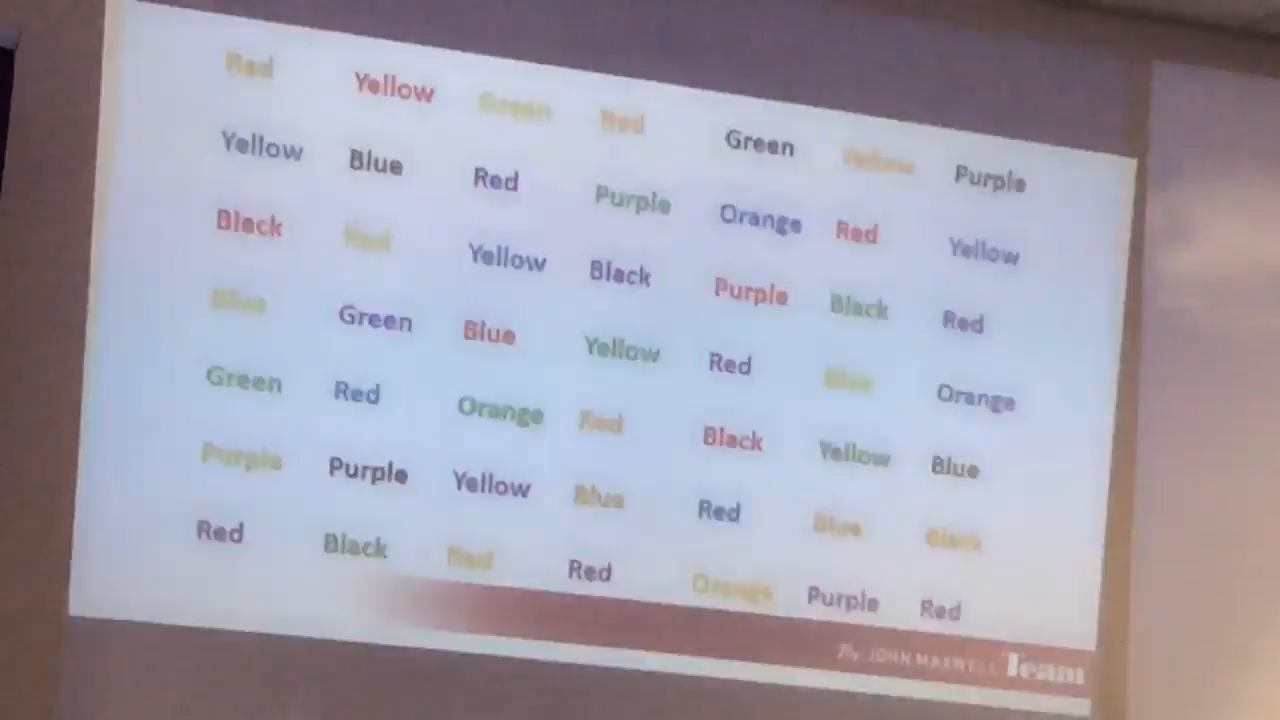 Red Yellow Green Red Green Yellow Purple
Yellow Blue Red Purple Orange Red Yellow
Black Red Yellow Black Purple Black Red
Blue Green Blue Yellow Red Blue Orange
Green Red Orange Red Black Yellow Blue
Purple Purple Yellow Blue Red Blue Black
Red Black Red Red Orange Purple Red
The JOHN MAXWELL Team